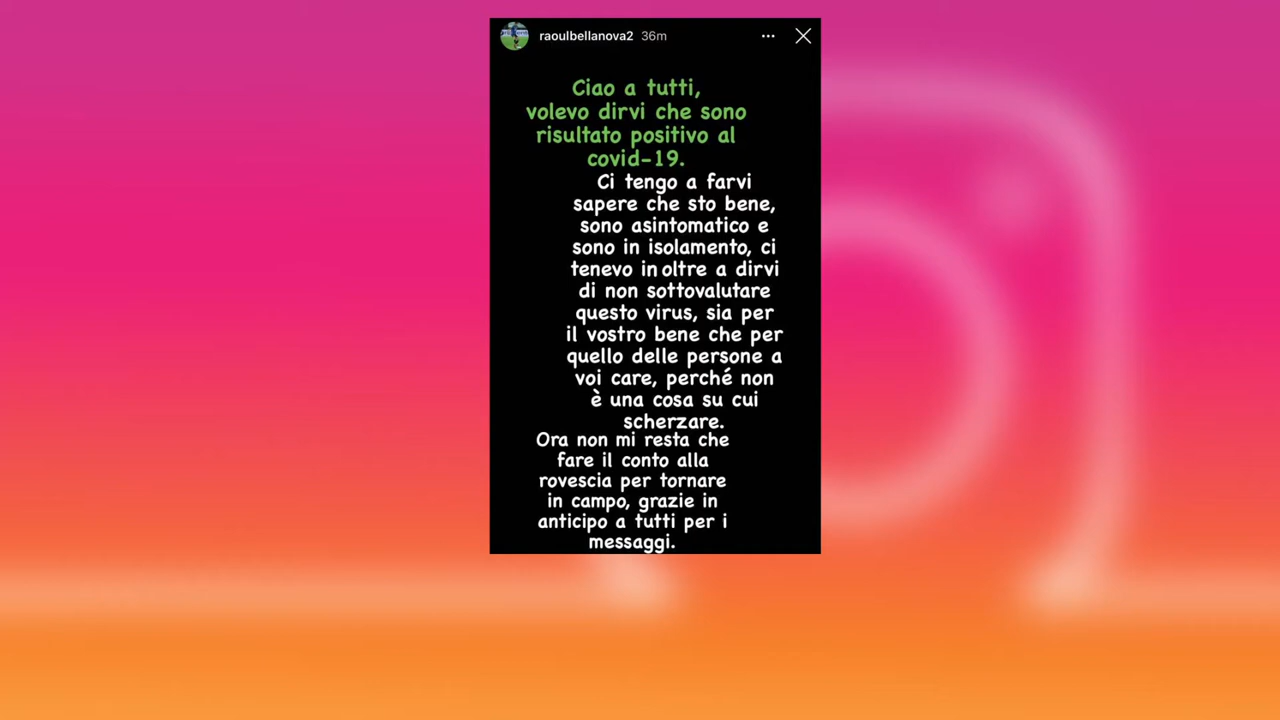 raoulbellanova2 36m
Ciao a tutti,
volevo dirvi che sono
risultato positivo al
covid-19.
Ci tengo a farvi
sapere che sto bene,
sono asintomatico e
sono in isolamento, ci
tenevo in oltre a dirvi
di non sottovalutare
questo virus, sia per
il vostro bene che per
quello delle persone a
voi care, perché non
è una cosa su cui
scherzare.
Ora non mi resta che
fare il conto alla
rovescia per tornare
in campo, grazie in
anticipo a tutti per i
messaggi.